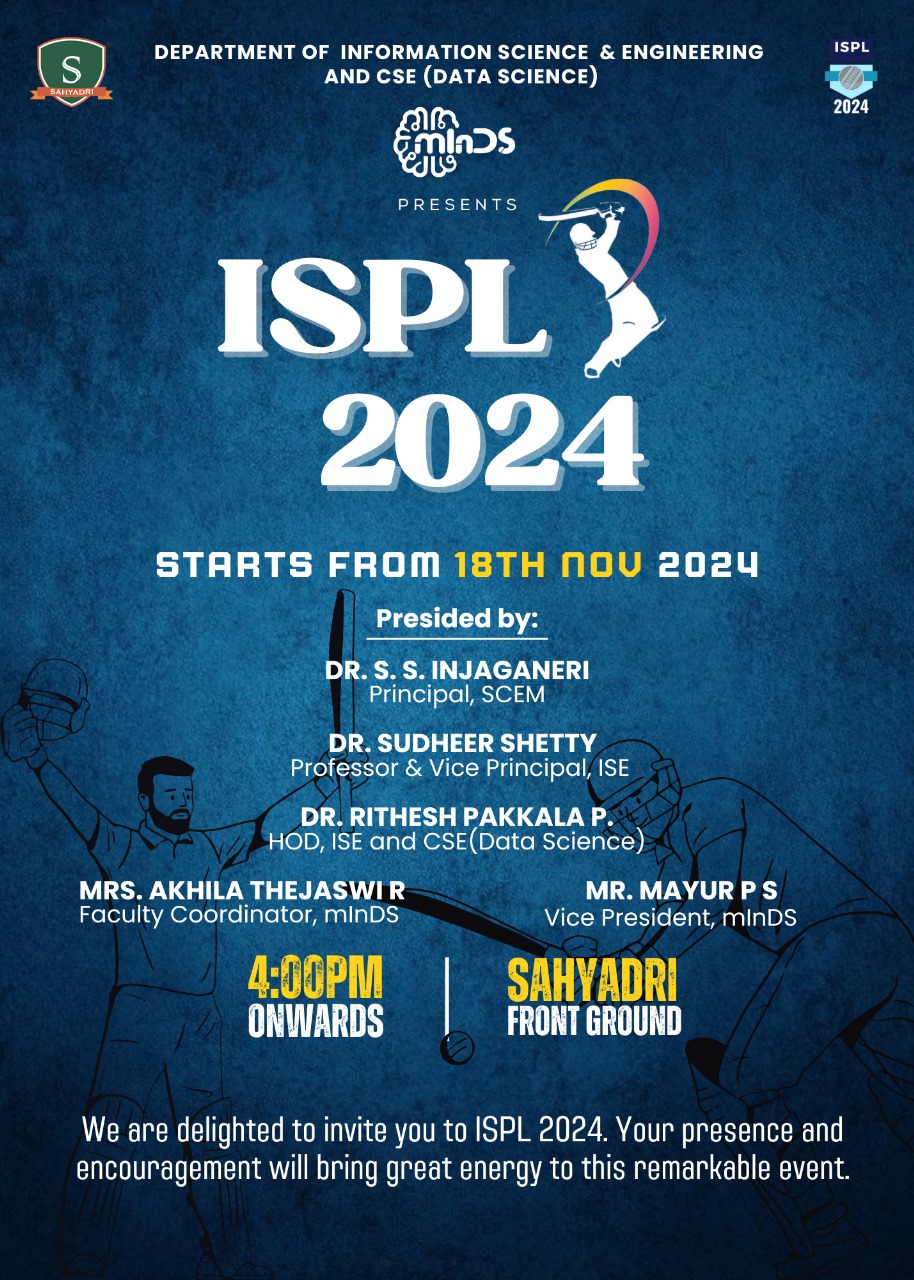 S
SAHYADRI
DEPARTMENT OF INFORMATION SCIENCE & ENGINEERING
AND CSE (DATA SCIENCE)
ISPL
2024
mInDS
PRESENTS
ISPL
2024
STARTS FROM 18TH NOV 2024
Presided by:
DR. S. S. INJAGANERI
Principal, SCEM
DR. SUDHEER SHETTY
Professor & Vice Principal, ISE
DR. RITHESH PAKKALA P.
HOD, ISE and CSE(Data Science)
MRS. AKHILA THEJASWI R
Faculty Coordinator, mInDS
MR. MAYUR P S
Vice President, mInDS
4:00PM
ONWARDS
SAHYADRI
FRONT GROUND
We are delighted to invite you to ISPL 2024. Your presence and
encouragement will bring great energy to this remarkable event.